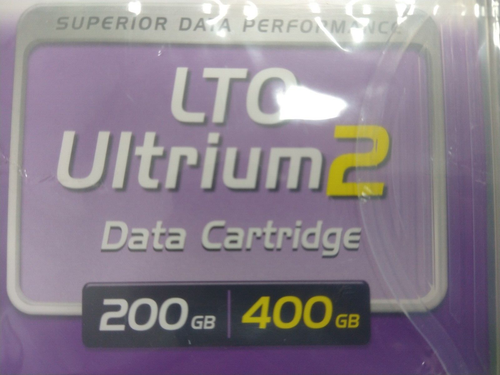 SUPERIOR DATA PERFORMANCE
LTO
Ultrium2
Data Cartridge
200GB | 400GB